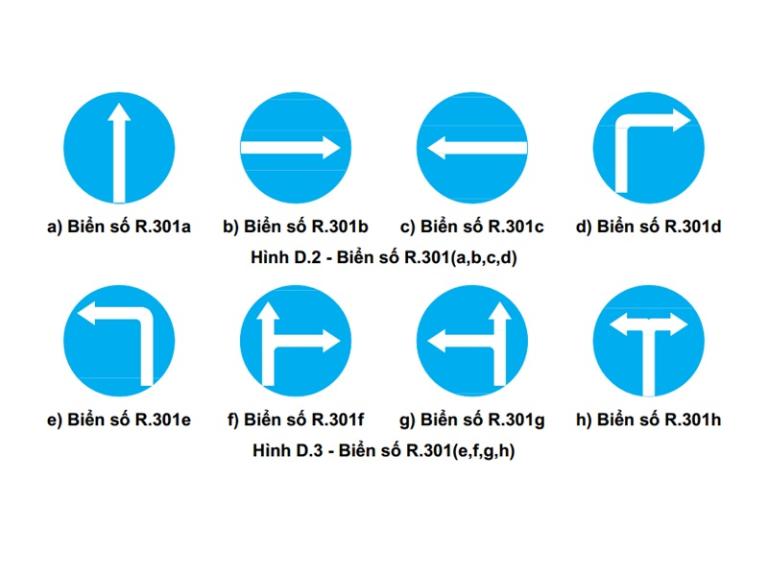 a) Biển số R.301a b) Biển số R.301b c) Biển số R.301c d) Biển số R.301d
Hình D.2 - Biển số R.301(a,b,c,d)
e) Biển số R.301e f) Biển số R.301f g) Biển số R.301g h) Biển số R.301h
Hình D.3 - Biển số R.301(e,f,g,h)